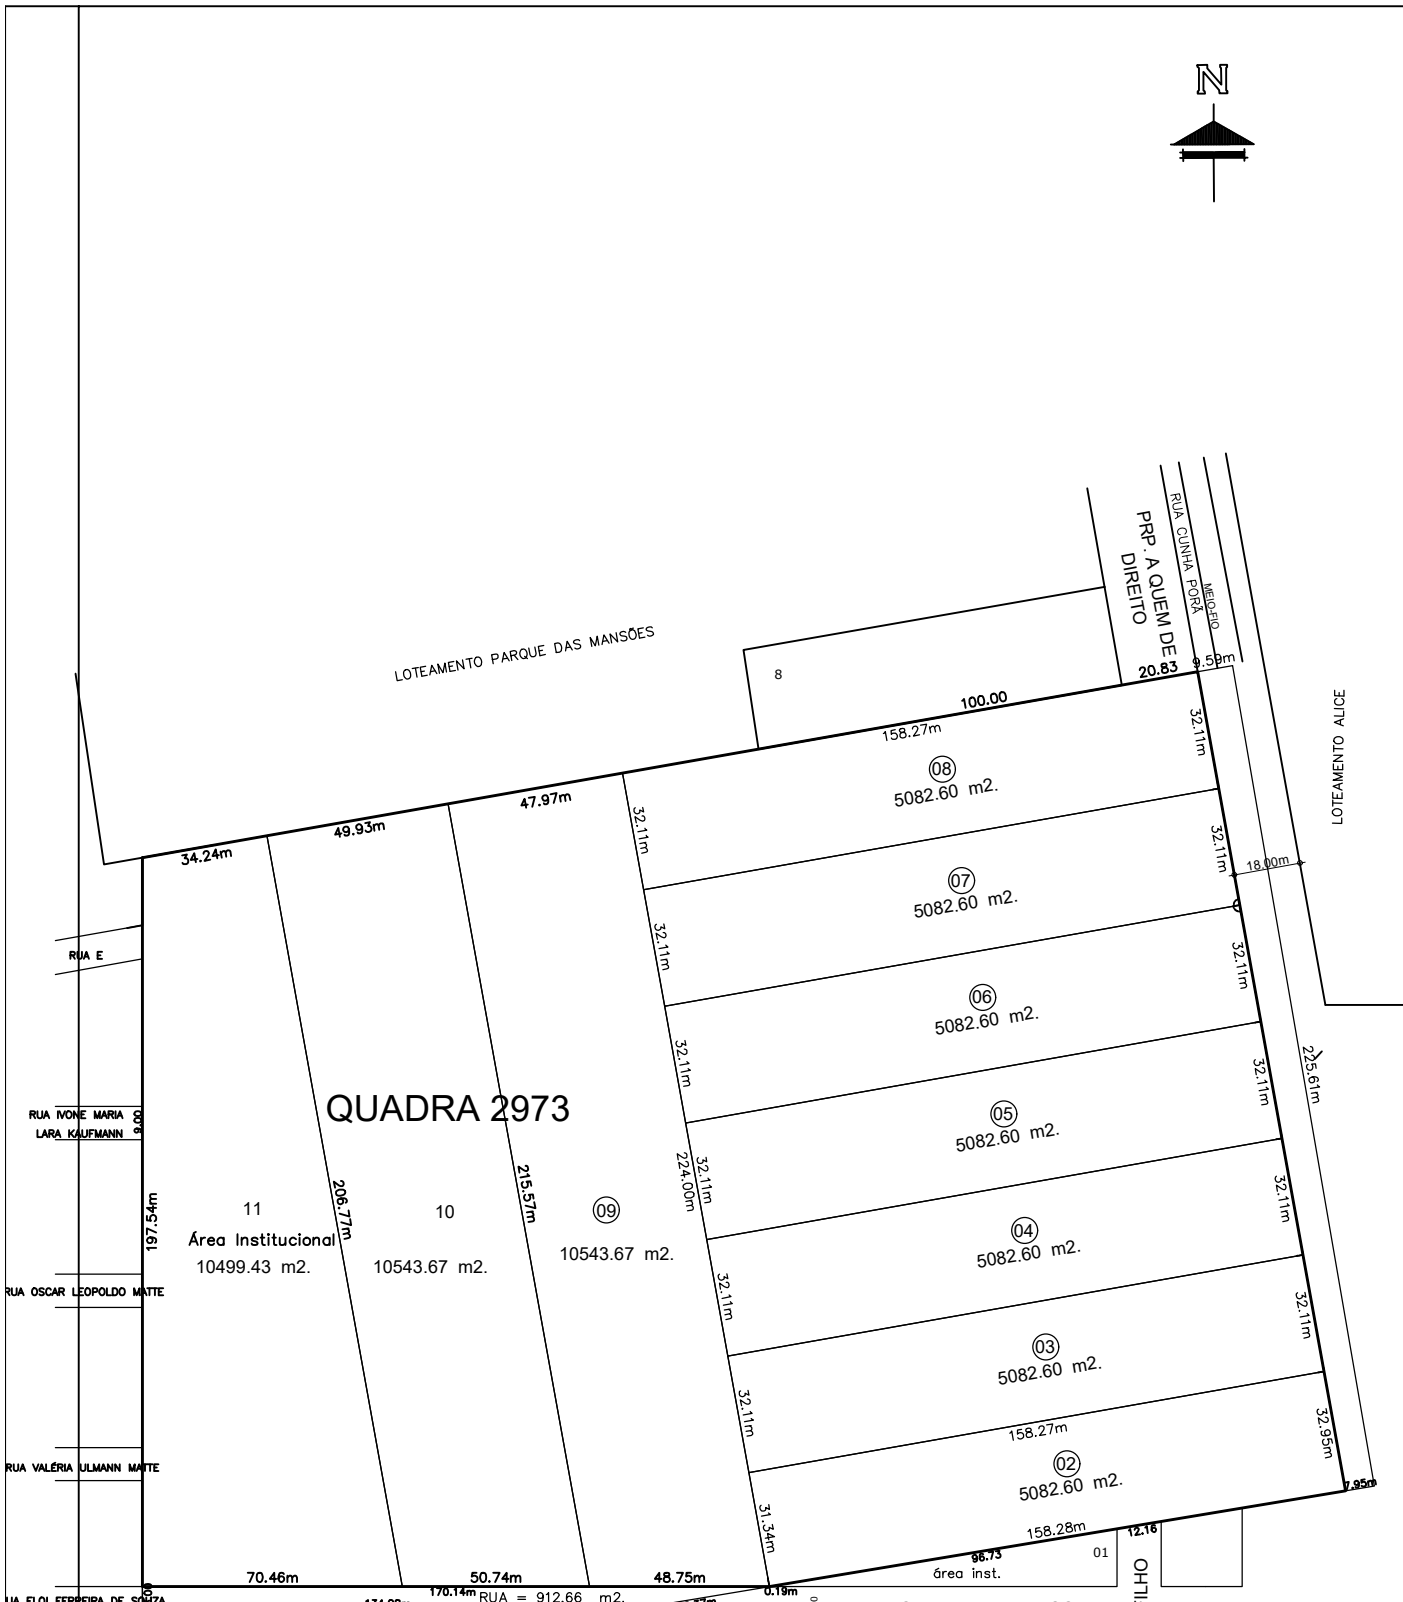 N
PRP. A QUEM DE
DIREITO
RUA CUNHA PORÃ
MEIO-FIO
LOTEAMENTO PARQUE DAS MANSÕES
8
20.83
9.59m
100.00
158.27m
32.11m
LOTEAMENTO ALICE
08
5082.60 m2.
47.97m
49.93m
34.24m
32.11m
32.11m
18.00m
07
5082.60 m2.
32.11m
32.11m
RUA E
06
5082.60 m2.
32.11m
32.11m
225.61m
QUADRA 2973
RUA IVONE MARIA
LARA KAUFMANN
9.00
05
5082.60 m2.
32.11m
224.00m
32.11m
197.54m
206.77m
215.57m
11
Área Institucional
10499.43 m2.
10
10543.67 m2.
09
10543.67 m2.
04
5082.60 m2.
32.11m
32.11m
RUA OSCAR LEOPOLDO MATTE
03
5082.60 m2.
32.11m
32.95m
158.27m
RUA VALÉRIA ULMANN MATTE
02
5082.60 m2.
7.95m
31.34m
158.28m
12.16
96.73
01
área inst.
70.46m
50.74m
48.75m
170.14m
0.19m
RUA = 912.66 m2.
ILHO
UA ELOI FERREIRA DE SOUZA